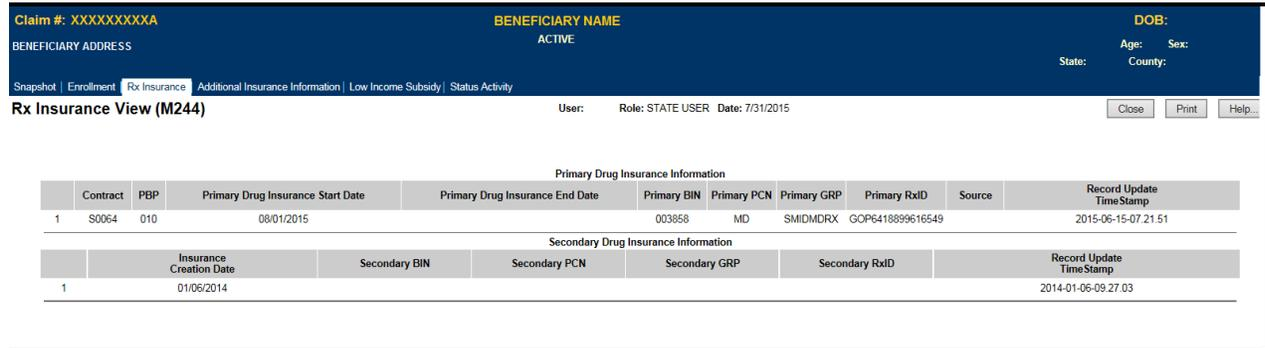 Claim #: XXXXXXXXXA BENEFICIARY NAME DOB:
BENEFICIARY ADDRESS ACTIVE Age: Sex:
State: County:
Snapshot | Enrollment | Rx Insurance | Additional Insurance Information | Low Income Subsidy | Status Activity
Rx Insurance View (M244) User: Role: STATE USER Date: 7/31/2015 Close Print Help...
Primary Drug Insurance Information
Contract PBP Primary Drug Insurance Start Date Primary Drug Insurance End Date Primary BIN Primary PCN Primary GRP Primary RxID Source Record Update TimeStamp
1 S0064 010 08/01/2015 003858 MD SMIDMDRX GOP6418899616549 2015-06-15-07.21.51
Secondary Drug Insurance Information
Insurance Creation Date Secondary BIN Secondary PCN Secondary GRP Secondary RxID Record Update TimeStamp
1 01/06/2014 2014-01-06-09.27.03